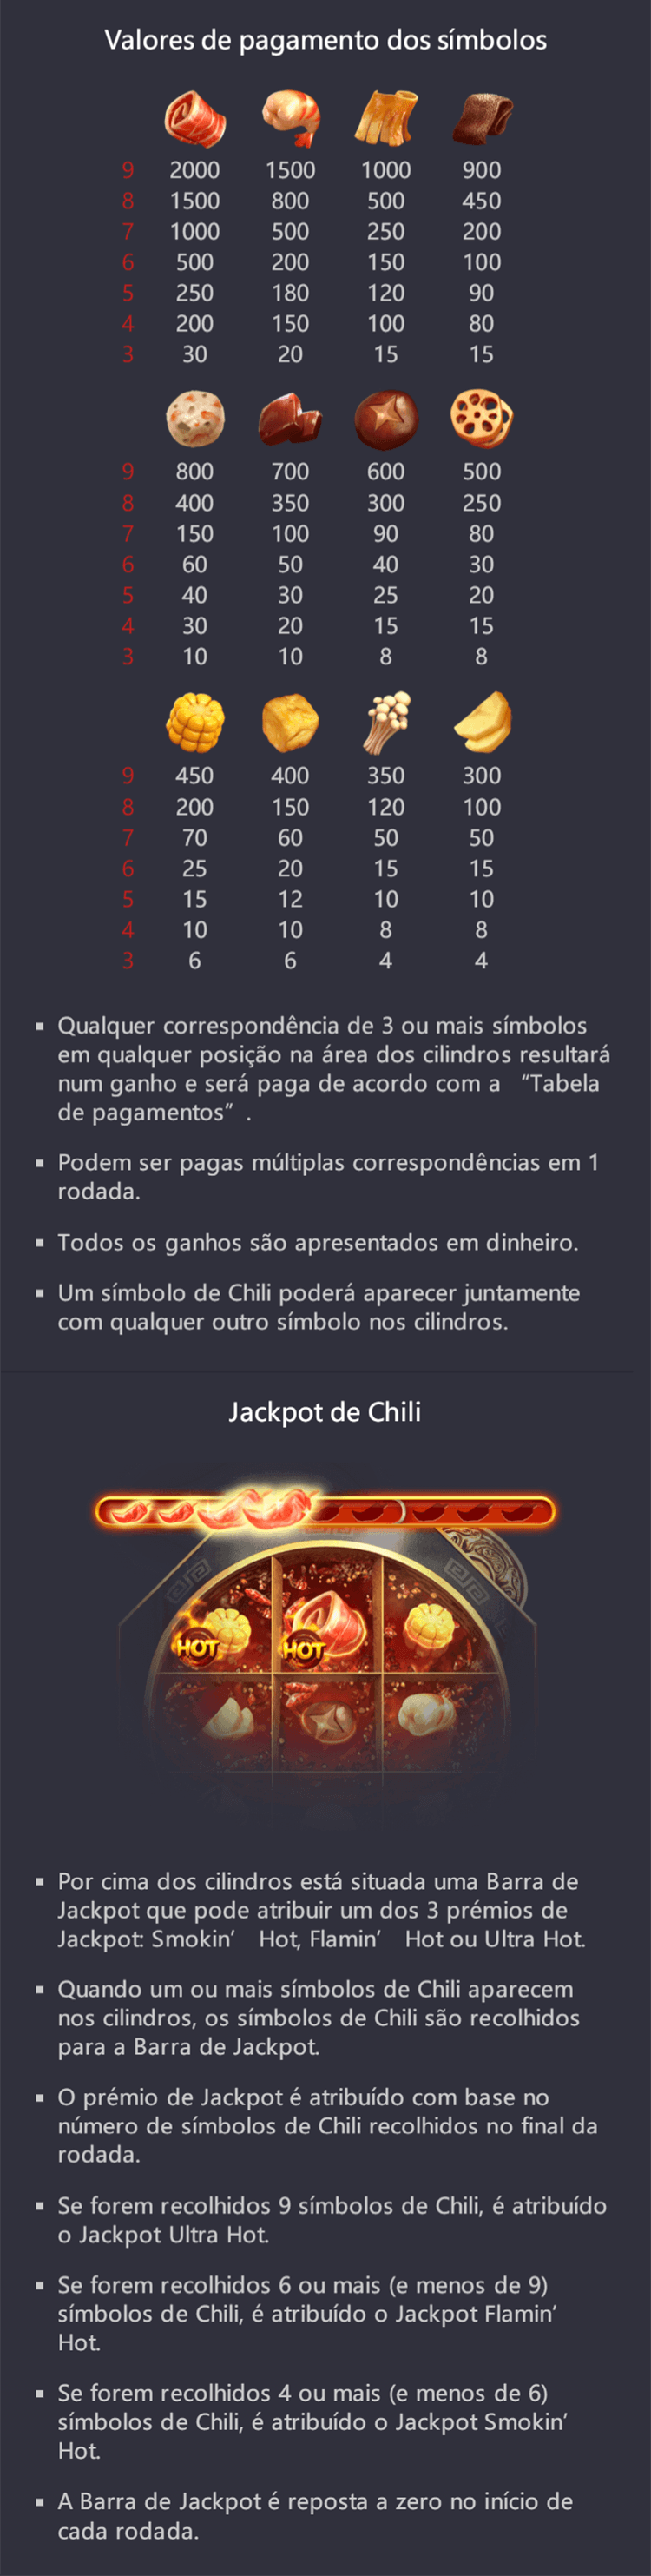 Valores de pagamento dos símbolos
9 2000 1500 1000 900
8 1500 800 500 450
7 1000 500 250 200
6 500 200 150 100
5 250 180 120 90
4 200 150 100 80
3 30 20 15 15
9 800 700 600 500
8 400 350 300 250
7 150 100 90 80
6 60 50 40 30
5 40 30 25 20
4 30 20 15 15
3 10 10 8 8
9 450 400 350 300
8 200 150 120 100
7 70 60 50 50
6 25 20 15 15
5 15 12 10 10
4 10 10 8 8
3 6 6 4 4
▪ Qualquer correspondência de 3 ou mais símbolos
em qualquer posição na área dos cilindros resultará
num ganho e será paga de acordo com a “Tabela
de pagamentos” .
▪ Podem ser pagas múltiplas correspondências em 1
rodada.
▪ Todos os ganhos são apresentados em dinheiro.
▪ Um símbolo de Chili poderá aparecer juntamente
com qualquer outro símbolo nos cilindros.
Jackpot de Chili
HOT HOT
▪ Por cima dos cilindros está situada uma Barra de
Jackpot que pode atribuir um dos 3 prémios de
Jackpot: Smokin’ Hot, Flamin’ Hot ou Ultra Hot.
▪ Quando um ou mais símbolos de Chili aparecem
nos cilindros, os símbolos de Chili são recolhidos
para a Barra de Jackpot.
▪ O prémio de Jackpot é atribuído com base no
número de símbolos de Chili recolhidos no final da
rodada.
▪ Se forem recolhidos 9 símbolos de Chili, é atribuído
o Jackpot Ultra Hot.
▪ Se forem recolhidos 6 ou mais (e menos de 9)
símbolos de Chili, é atribuído o Jackpot Flamin’
Hot.
▪ Se forem recolhidos 4 ou mais (e menos de 6)
símbolos de Chili, é atribuído o Jackpot Smokin’
Hot.
▪ A Barra de Jackpot é reposta a zero no início de
cada rodada.